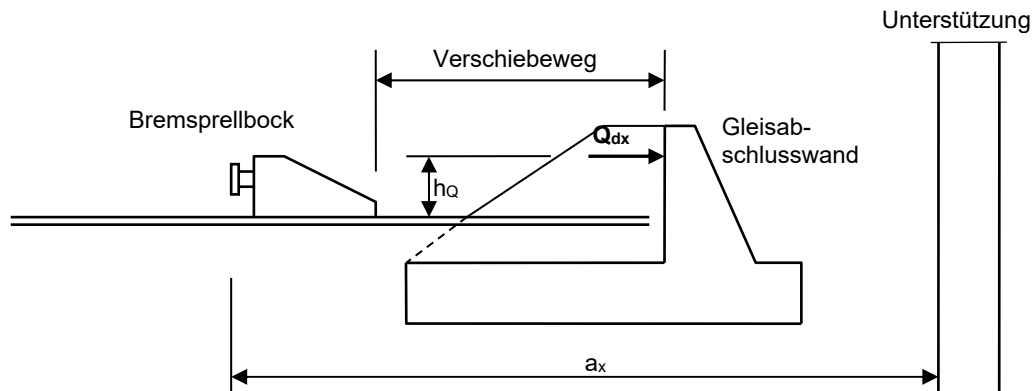 Unterstützung
Verschiebeweg
Bremsprellbock
Qdx
Gleisab-
schlusswand
hQ
ax